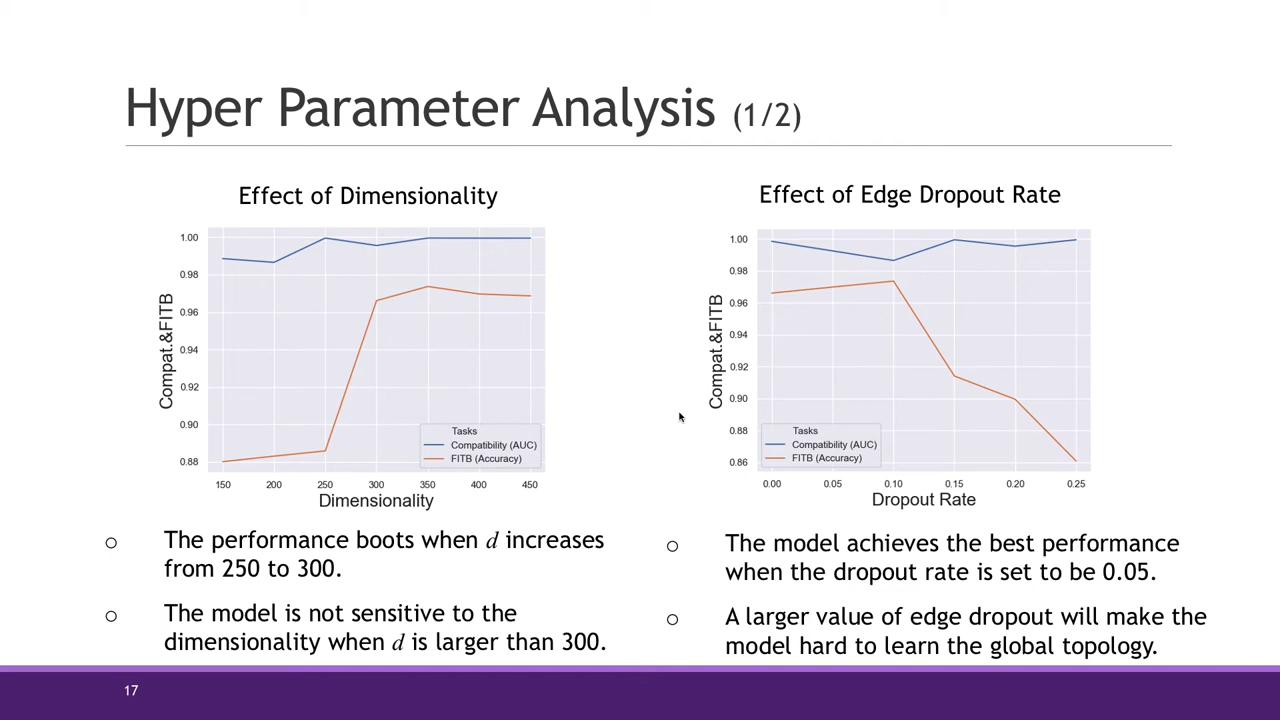 Hyper Parameter Analysis (1/2)
Effect of Dimensionality
1.00
0.98
0.96
0.94
0.92
0.90
0.88
Compat.&FITB
Tasks
Compatibility (AUC)
FITB (Accuracy)
150 200 250 300 350 400 450
Dimensionality
o The performance boots when d increases
from 250 to 300.
o The model is not sensitive to the
dimensionality when d is larger than 300.
Effect of Edge Dropout Rate
1.00
0.98
0.96
0.94
0.92
0.90
0.88
0.86
Compat.&FITB
Tasks
Compatibility (AUC)
FITB (Accuracy)
0.00 0.05 0.10 0.15 0.20 0.25
Dropout Rate
o The model achieves the best performance
when the dropout rate is set to be 0.05.
o A larger value of edge dropout will make the
model hard to learn the global topology.
17